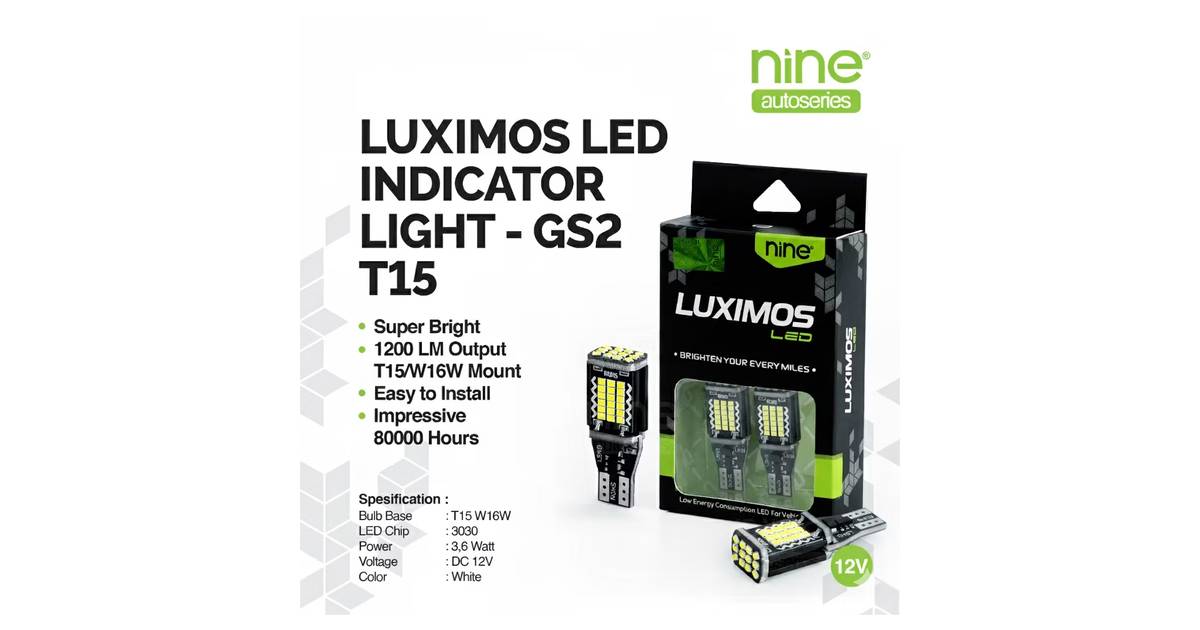 nine®
autoseries
LUXIMOS LED
INDICATOR
LIGHT - GS2
T15
• Super Bright
• 1200 LM Output
T15/W16W Mount
• Easy to Install
• Impressive
80000 Hours
Spesification :
Bulb Base : T15 W16W
LED Chip : 3030
Power : 3,6 Watt
Voltage : DC 12V
Color : White
nine
nine®
LUXIMOS
LED
• BRIGHTEN YOUR EVERY MILES •
LUXIMOS
LED
Low Energy Consumption LED For
12V